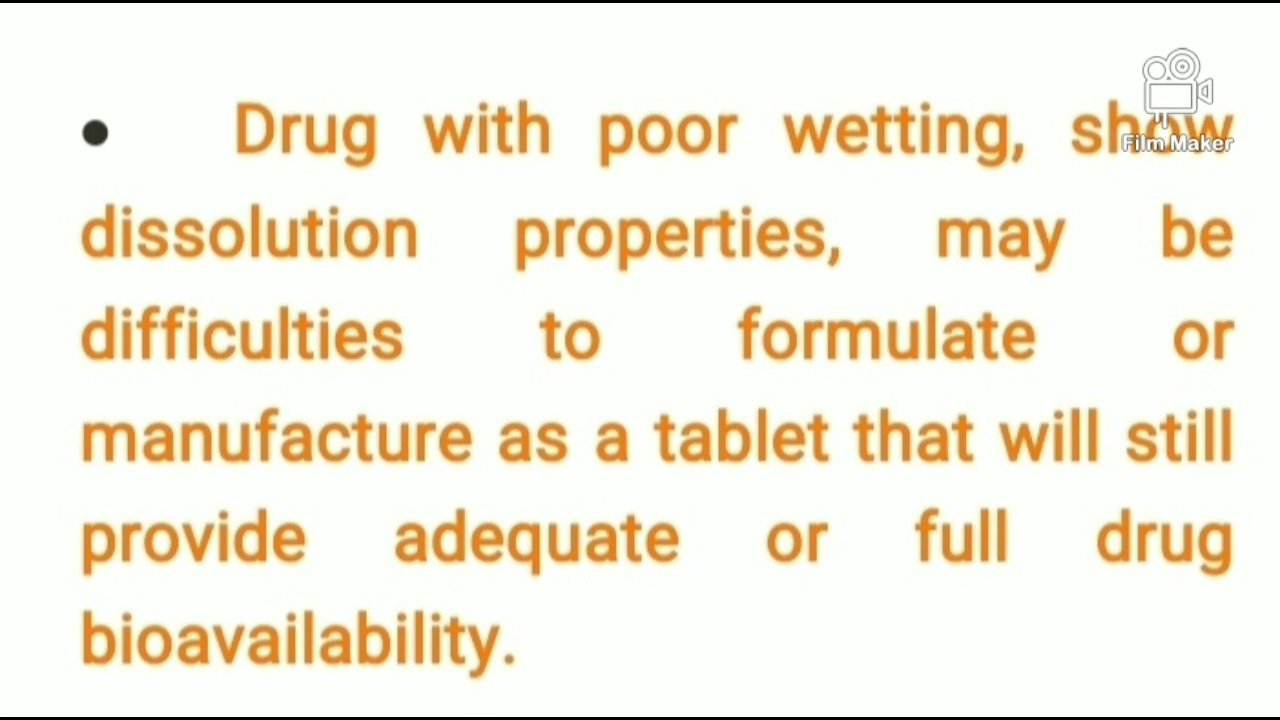 • Drug with poor wetting, show
Film Maker
dissolution properties, may be
difficulties to formulate or
manufacture as a tablet that will still
provide adequate or full drug
bioavailability.